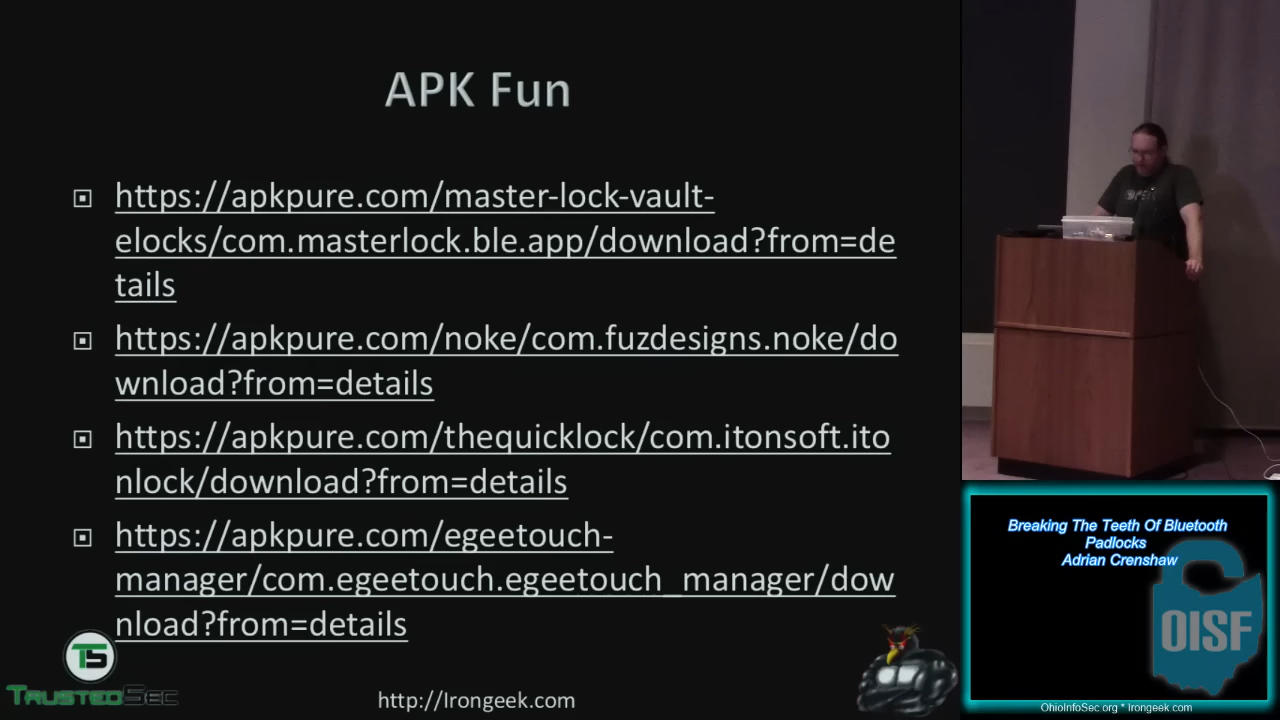 APK Fun
https://apkpure.com/master-lock-vault-
elocks/com.masterlock.ble.app/download?from=de
tails
https://apkpure.com/noke/com.fuzdesigns.noke/do
wnload?from=details
https://apkpure.com/thequicklock/com.itonsoft.ito
nlock/download?from=details
https://apkpure.com/egeetouch-
manager/com.egeetouch.egeetouch_manager/dow
nload?from=details
TS
TRUSTEDSEC
http://Irongeek.com
Breaking The Teeth Of Bluetooth
Padlocks
Adrian Crenshaw
OISF
OhioInfoSec.org * Irongeek.com